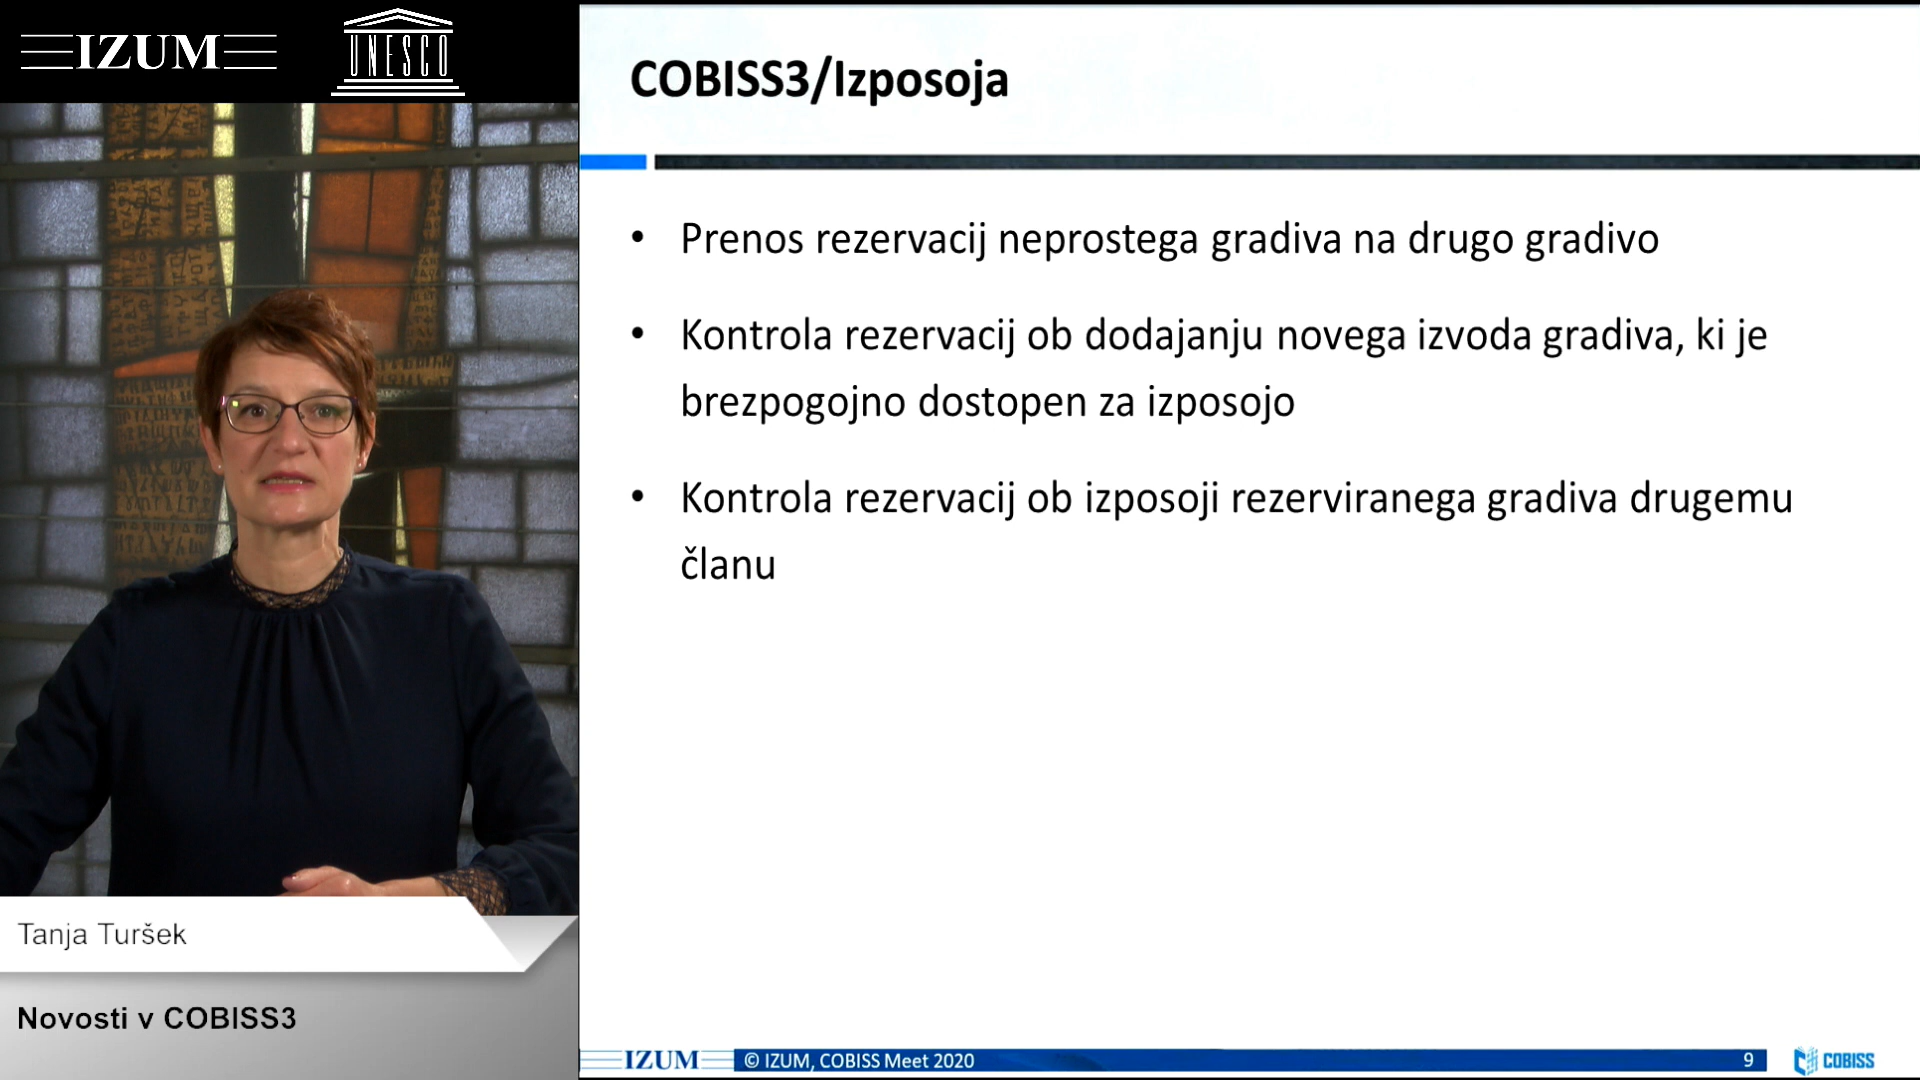 IZUM
UNESCO
COBISS3/Izposoja
• Prenos rezervacij neprostega gradiva na drugo gradivo
• Kontrola rezervacij ob dodajanju novega izvoda gradiva, ki je
brezpogojno dostopen za izposojo
• Kontrola rezervacij ob izposoji rezerviranega gradiva drugemu
članu
Tanja Turšek
Novosti v COBISS3
IZUM
© IZUM, COBISS Meet 2020
9
COBISS